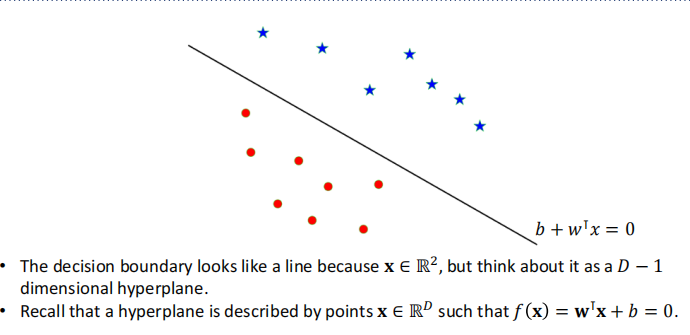 b + w⊺x = 0
• The decision boundary looks like a line because 𝐱 ∈ ℝ², but think about it as a D − 1
dimensional hyperplane.
• Recall that a hyperplane is described by points 𝐱 ∈ ℝᴰ such that f(𝐱) = 𝐰⊺𝐱 + b = 0.